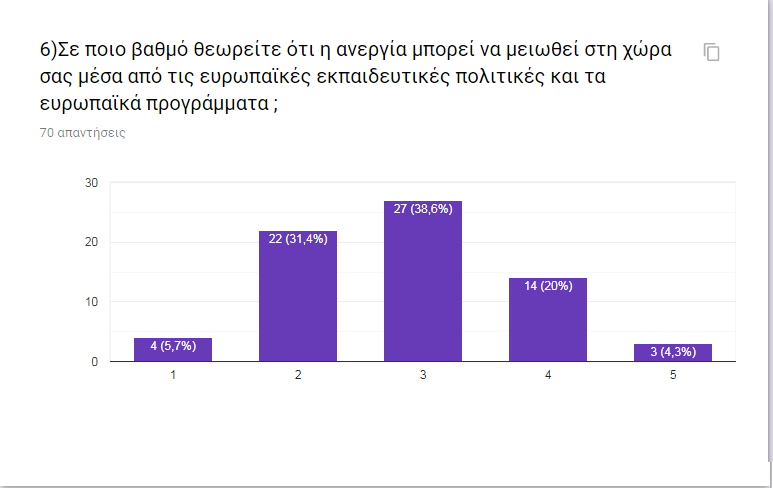 6)Σε ποιο βαθμό θεωρείτε ότι η ανεργία μπορεί να μειωθεί στη χώρα
σας μέσα από τις ευρωπαϊκές εκπαιδευτικές πολιτικές και τα
ευρωπαϊκά προγράμματα ;
70 απαντήσεις
30
20
10
0
4 (5,7%)
22 (31,4%)
27 (38,6%)
14 (20%)
3 (4,3%)
1 2 3 4 5